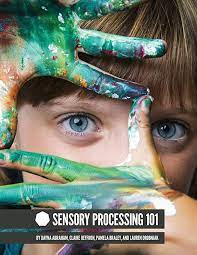 SENSORY PROCESSING 101
BY DAYNA ABRAHAM, CLAIRE HEFFRON, PAMELA BRALEY, AND LAUREN DROBNJAK